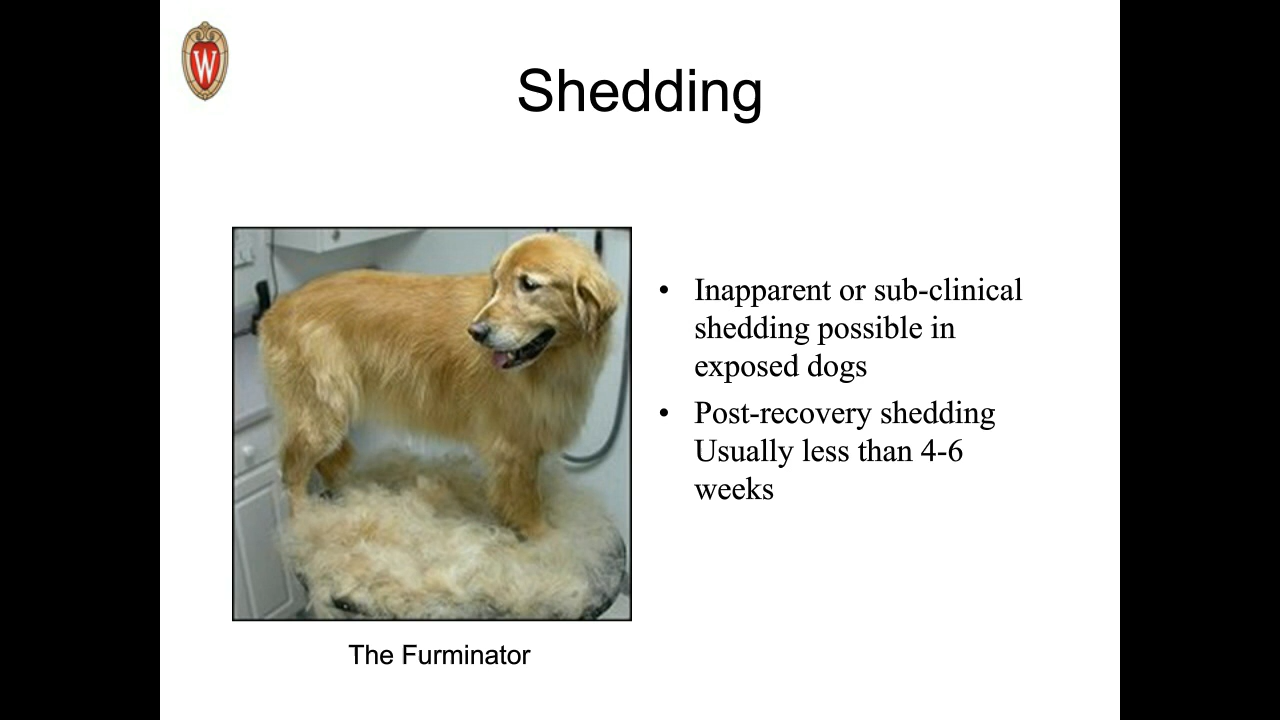 W
Shedding
• Inapparent or sub-clinical
shedding possible in
exposed dogs
• Post-recovery shedding
Usually less than 4-6
weeks
The Furminator